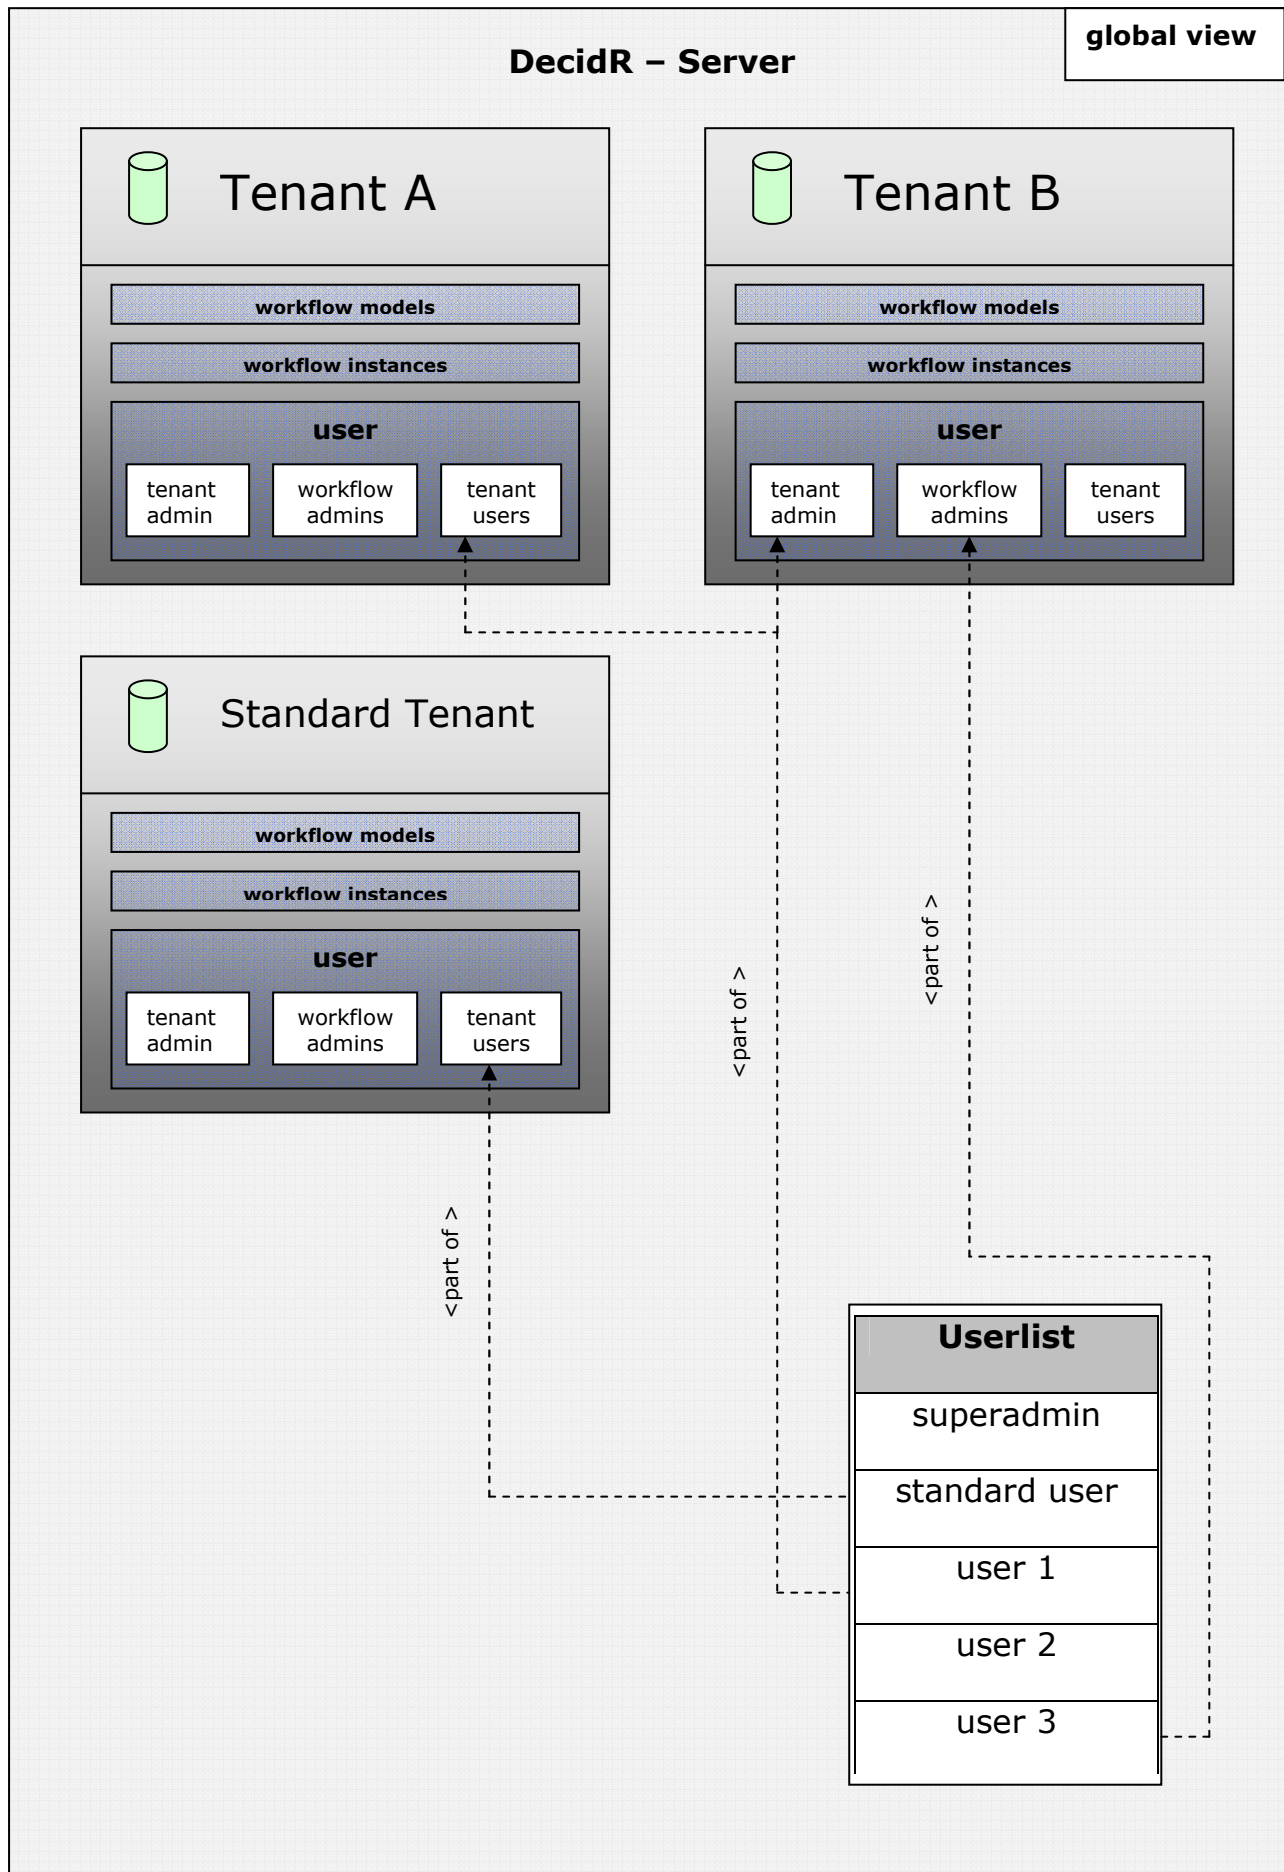 global view
DecidR – Server
Tenant A
workflow models
workflow instances
user
tenant
admin
workflow
admins
tenant
users
Tenant B
workflow models
workflow instances
user
tenant
admin
workflow
admins
tenant
users
Standard Tenant
workflow models
workflow instances
user
tenant
admin
workflow
admins
tenant
users
<part of >
<part of >
<part of >
Userlist
superadmin
standard user
user 1
user 2
user 3